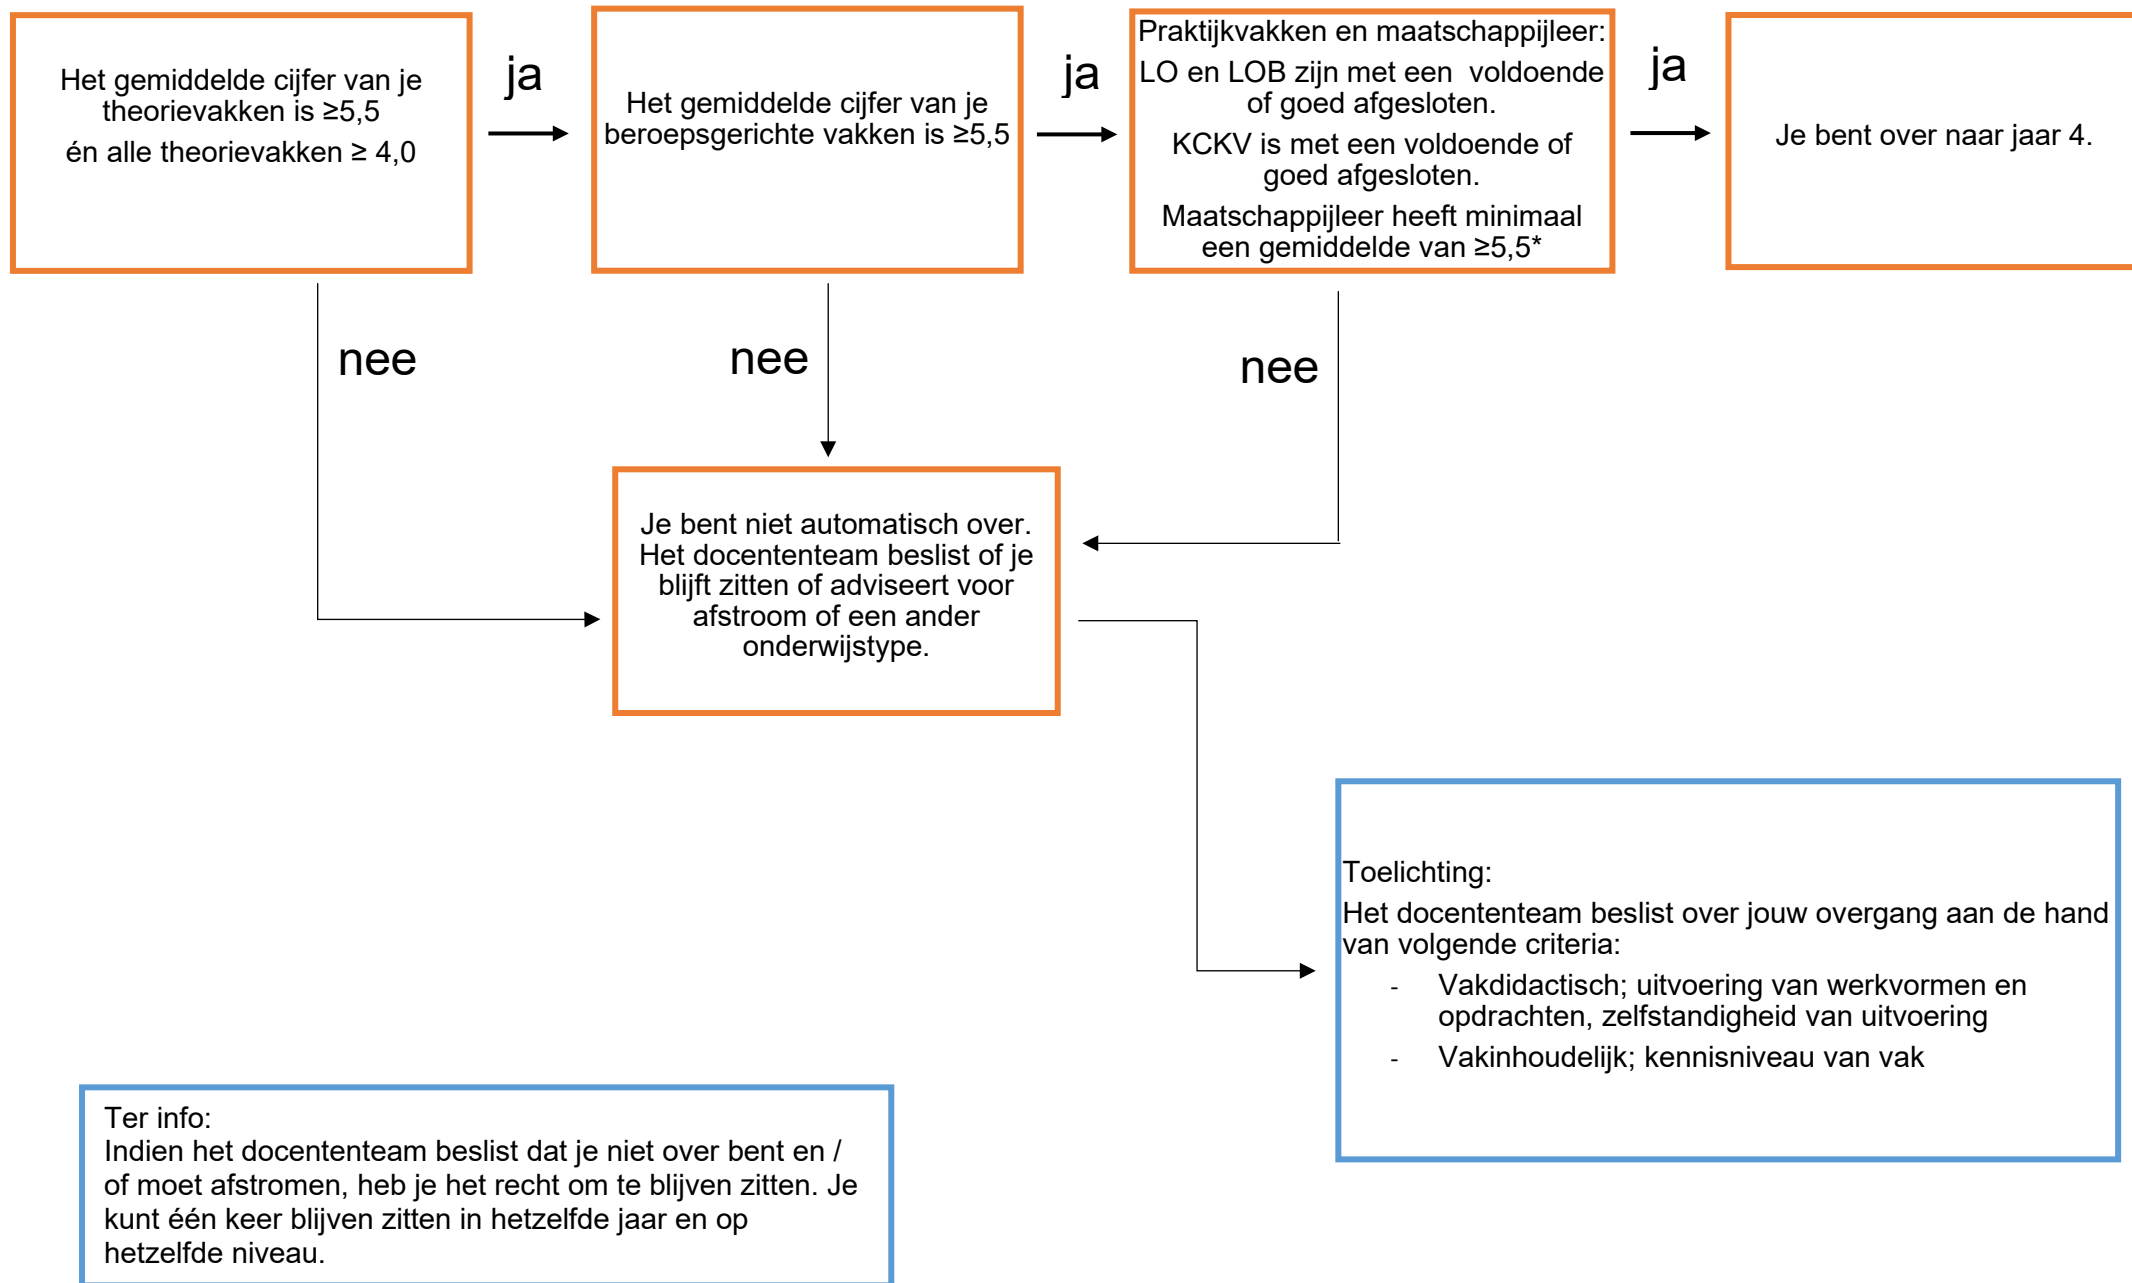 Het gemiddelde cijfer van je
theorievakken is ≥5,5
én alle theorievakken ≥ 4,0
ja
Het gemiddelde cijfer van je
beroepsgerichte vakken is ≥5,5
ja
Praktijkvakken en maatschappijleer:
LO en LOB zijn met een  voldoende
of goed afgesloten.
KCKV is met een voldoende of
goed afgesloten.
Maatschappijleer heeft minimaal
een gemiddelde van ≥5,5*
ja
Je bent over naar jaar 4.
nee
nee
nee
Je bent niet automatisch over.
Het docententeam beslist of je
blijft zitten of adviseert voor
afstroom of een ander
onderwijstype.
Toelichting:
Het docententeam beslist over jouw overgang aan de hand
van volgende criteria:
- Vakdidactisch; uitvoering van werkvormen en
opdrachten, zelfstandigheid van uitvoering
- Vakinhoudelijk; kennisniveau van vak
Ter info:
Indien het docententeam beslist dat je niet over bent en /
of moet afstromen, heb je het recht om te blijven zitten. Je
kunt één keer blijven zitten in hetzelfde jaar en op
hetzelfde niveau.